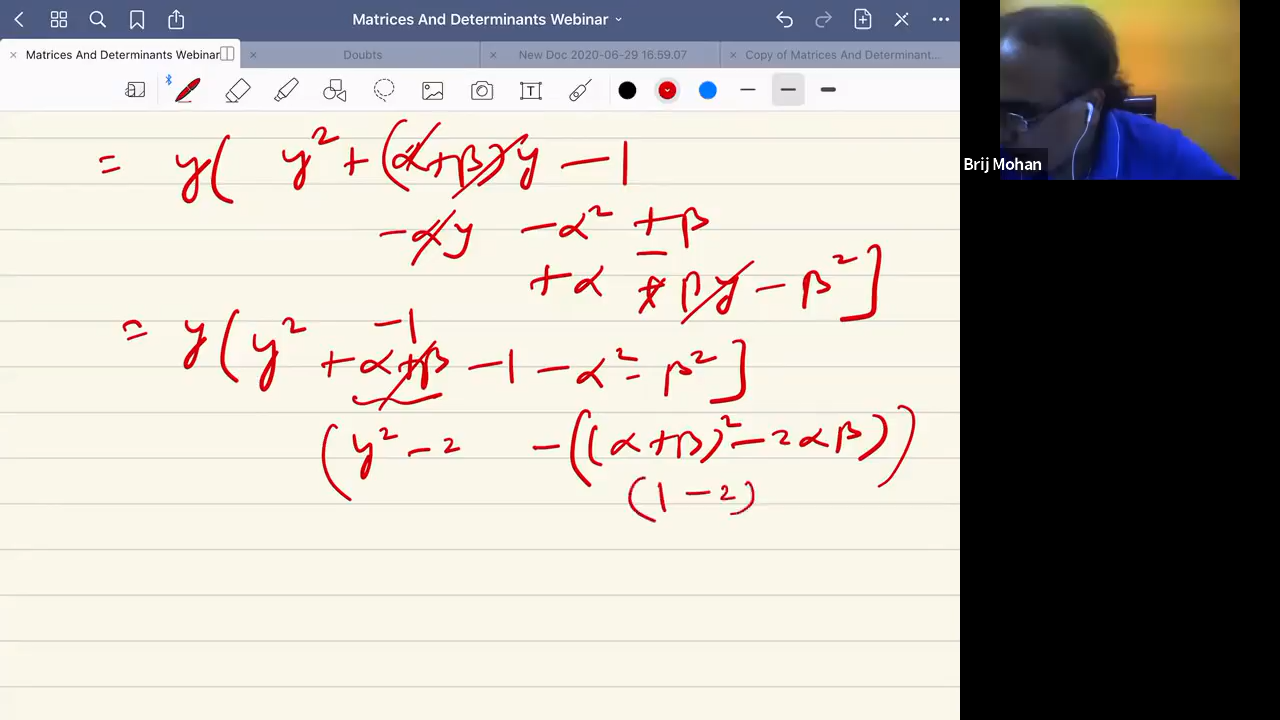 Matrices And Determinants Webinar
Matrices And Determinants Webinar
Doubts
New Doc 2020-06-29 16.59.07
Copy of Matrices And Determinant...
T
Brij Mohan
= y( y² + (α+β)y - 1
- αy - α² + β
+ α + βy - β²]
= y( y² -1
+ α+β - 1 - α² - β²]
(y² - 2 - ((α+β)² - 2αβ))
(1 - 2)